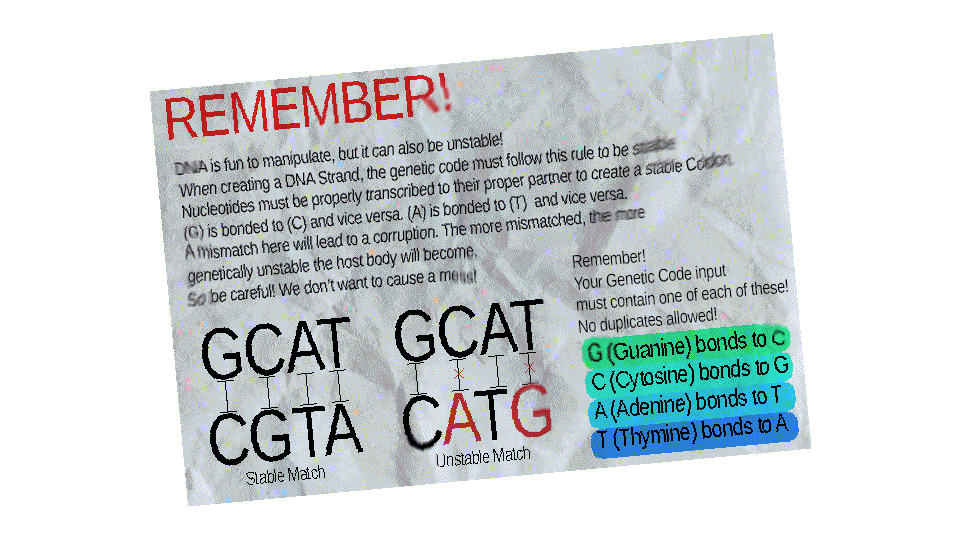 REMEMBER!
DNA is fun to manipulate, but it can also be unstable!
When creating a DNA Strand, the genetic code must follow this rule to be stable
Nucleotides must be properly transcribed to their proper partner to create a stable Codon,
(G) is bonded to (C) and vice versa. (A) is bonded to (T) and vice versa.
A mismatch here will lead to a corruption. The more mismatched, the more
genetically unstable the host body will become,
So be careful! We don't want to cause a mess!
Remember!
Your Genetic Code input
must contain one of each of these!
No duplicates allowed!
G (Guanine) bonds to C
C (Cytosine) bonds to G
A (Adenine) bonds to T
T (Thymine) bonds to A
GCAT
CGTA
Stable Match
GCAT
CATG
Unstable Match